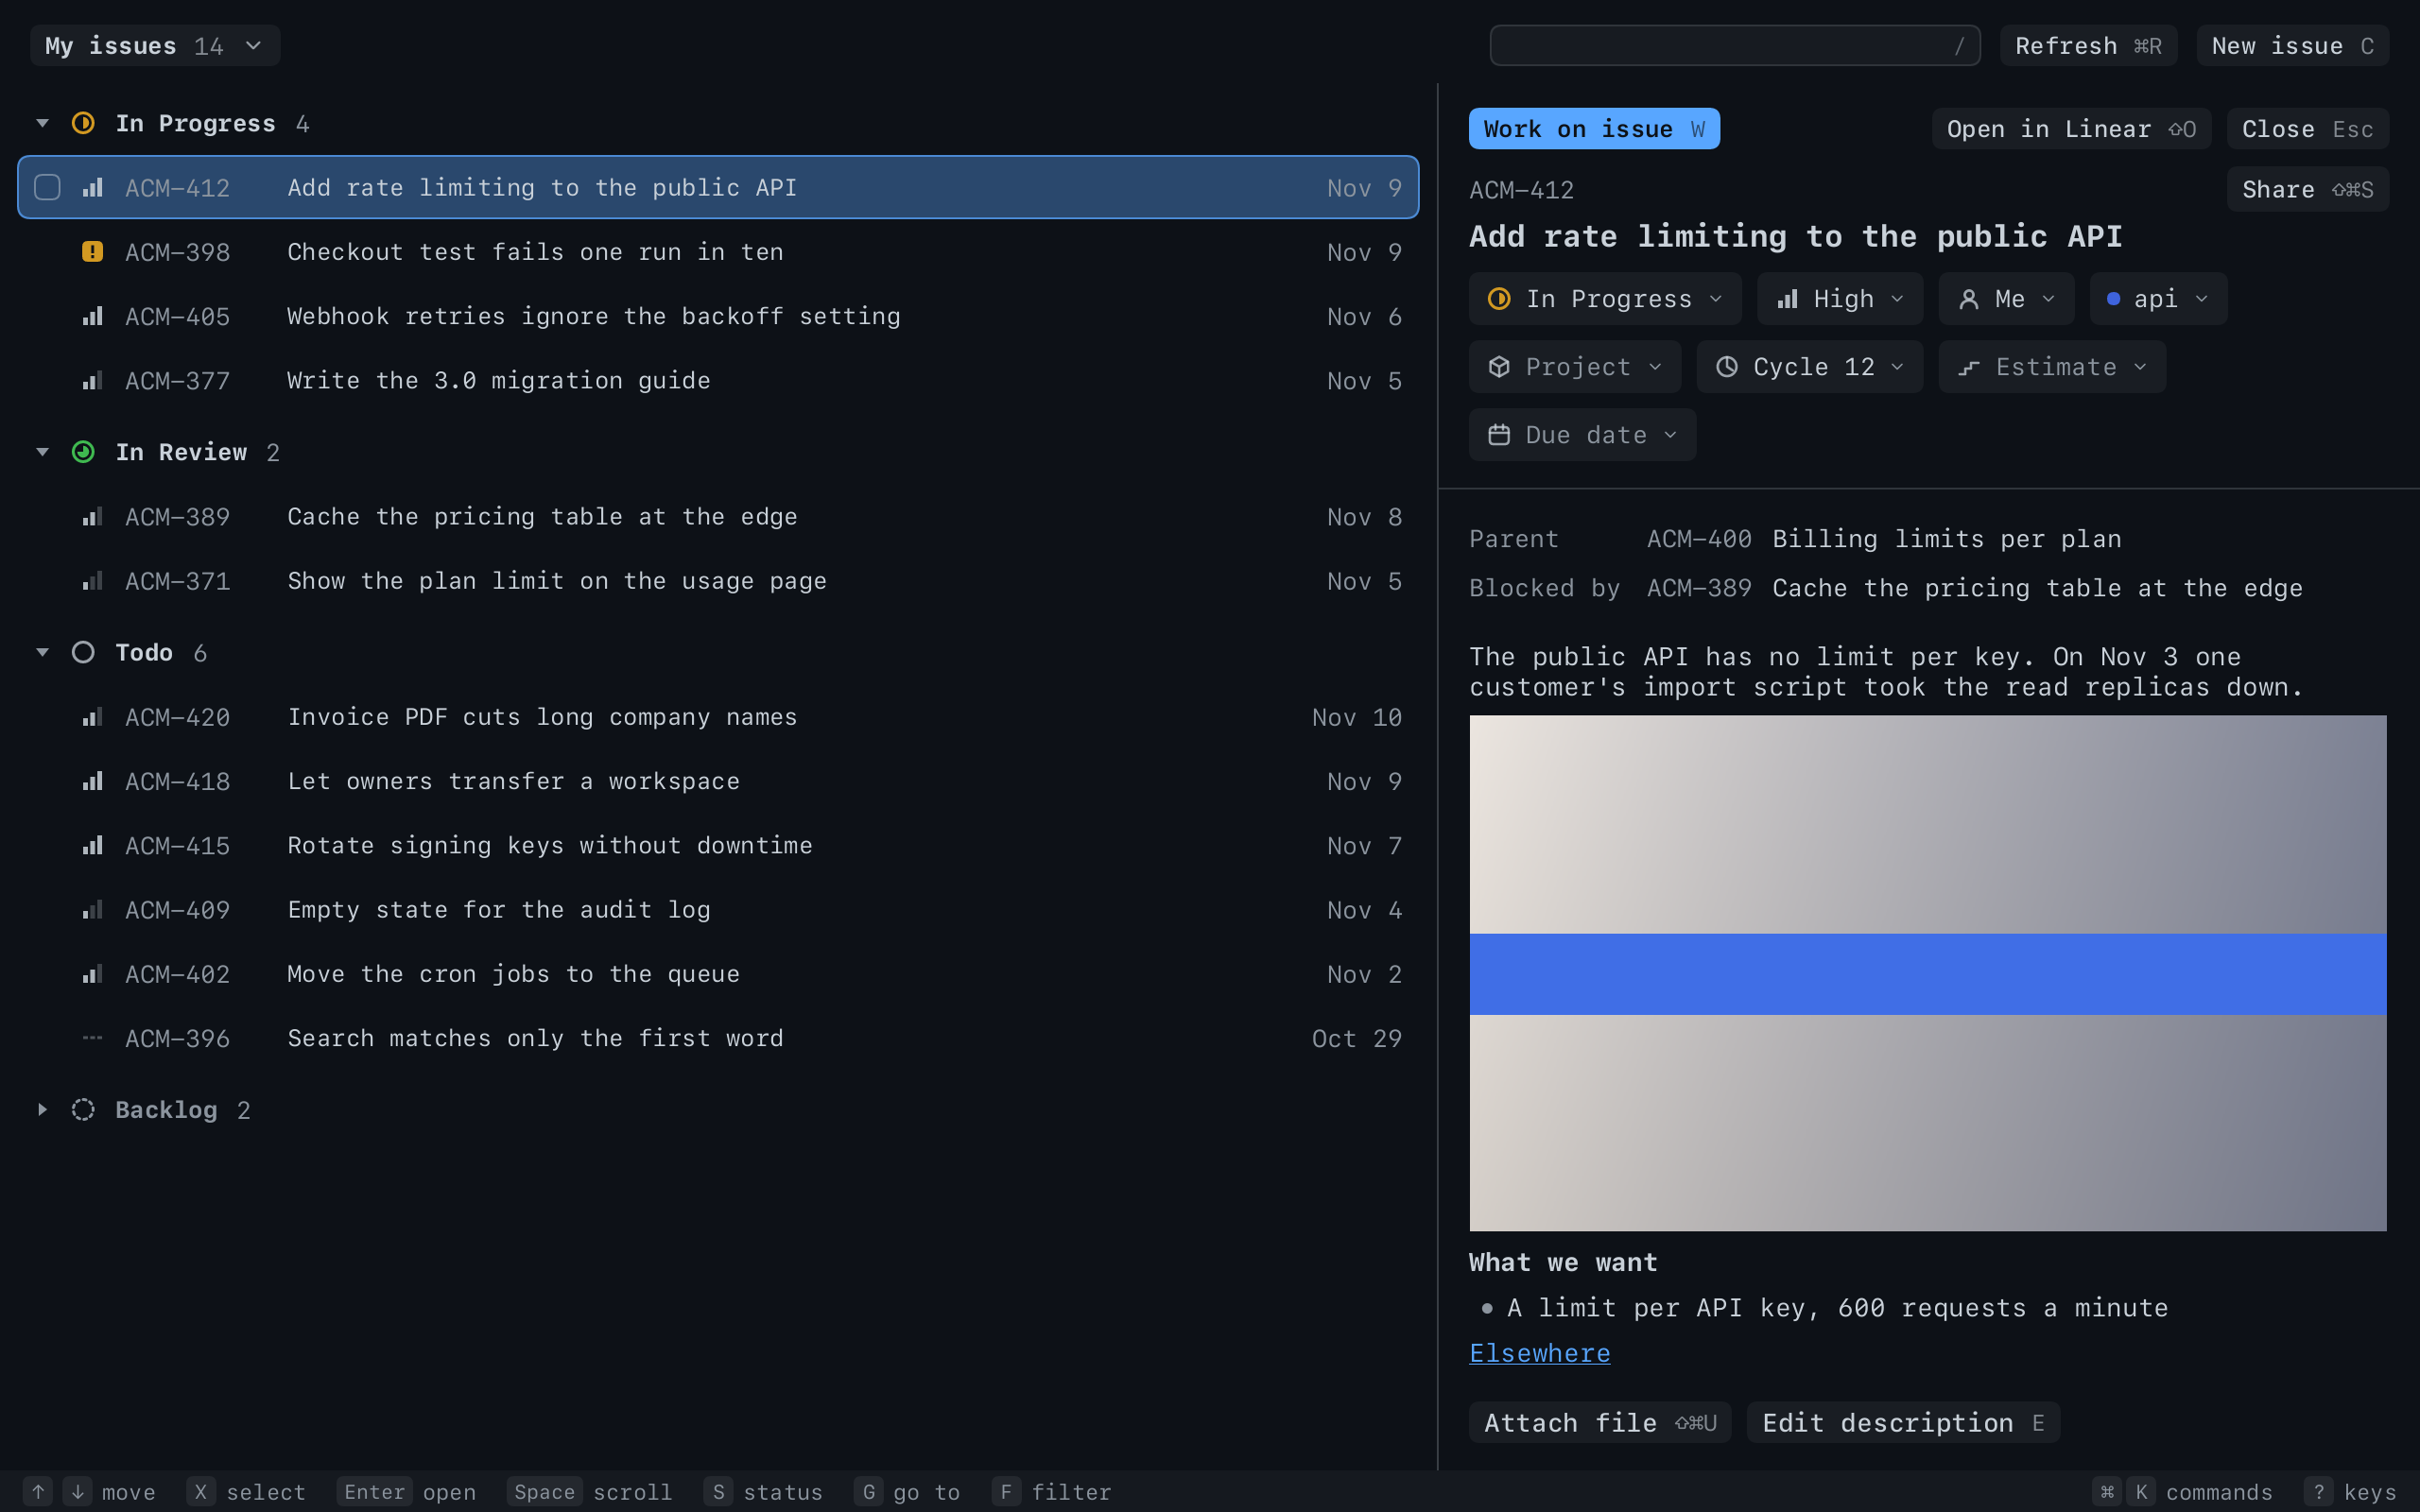 My issues 14
/
Refresh ⌘R
New issue C
In Progress 4
ACM-412 Add rate limiting to the public API Nov 9
ACM-398 Checkout test fails one run in ten Nov 9
ACM-405 Webhook retries ignore the backoff setting Nov 6
ACM-377 Write the 3.0 migration guide Nov 5
In Review 2
ACM-389 Cache the pricing table at the edge Nov 8
ACM-371 Show the plan limit on the usage page Nov 5
Todo 6
ACM-420 Invoice PDF cuts long company names Nov 10
ACM-418 Let owners transfer a workspace Nov 9
ACM-415 Rotate signing keys without downtime Nov 7
ACM-409 Empty state for the audit log Nov 4
ACM-402 Move the cron jobs to the queue Nov 2
ACM-396 Search matches only the first word Oct 29
Backlog 2
Work on issue W
Open in Linear ⇧O
Close Esc
ACM-412
Share ⇧⌘S
Add rate limiting to the public API
In Progress
High
Me
api
Project
Cycle 12
Estimate
Due date
Parent ACM-400 Billing limits per plan
Blocked by ACM-389 Cache the pricing table at the edge
The public API has no limit per key. On Nov 3 one
customer's import script took the read replicas down.
What we want
• A limit per API key, 600 requests a minute
Elsewhere
Attach file ⇧⌘U
Edit description E
↑ ↓ move X select Enter open Space scroll S status G go to F filter
⌘ K commands ? keys